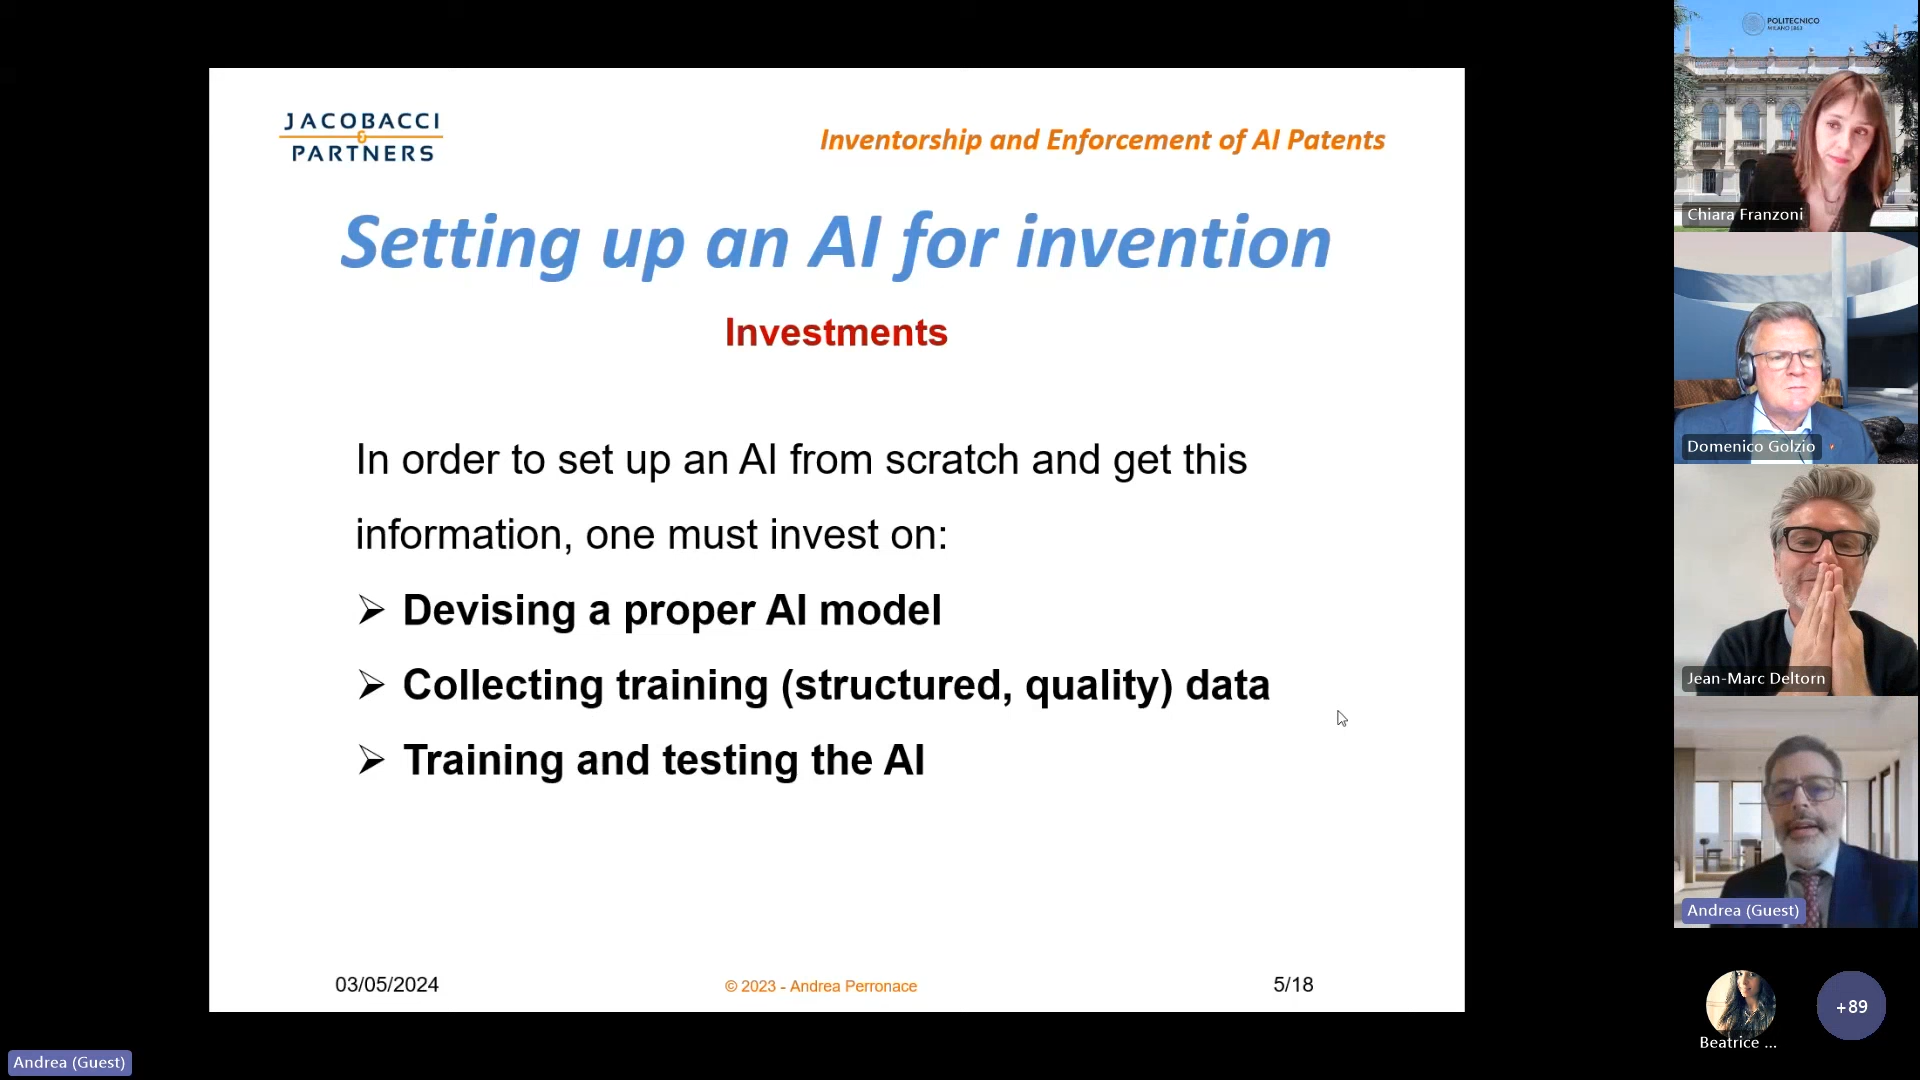 JACOBACCI
&
PARTNERS
Inventorship and Enforcement of AI Patents
Setting up an AI for invention
Investments
In order to set up an AI from scratch and get this
information, one must invest on:
➢ Devising a proper AI model
➢ Collecting training (structured, quality) data
➢ Training and testing the AI
03/05/2024
© 2023 - Andrea Perronace
5/18
POLITECNICO
MILANO 1863
Chiara Franzoni
Domenico Golzio
Jean-Marc Deltorn
Andrea (Guest)
Beatrice ...
+89
Andrea (Guest)